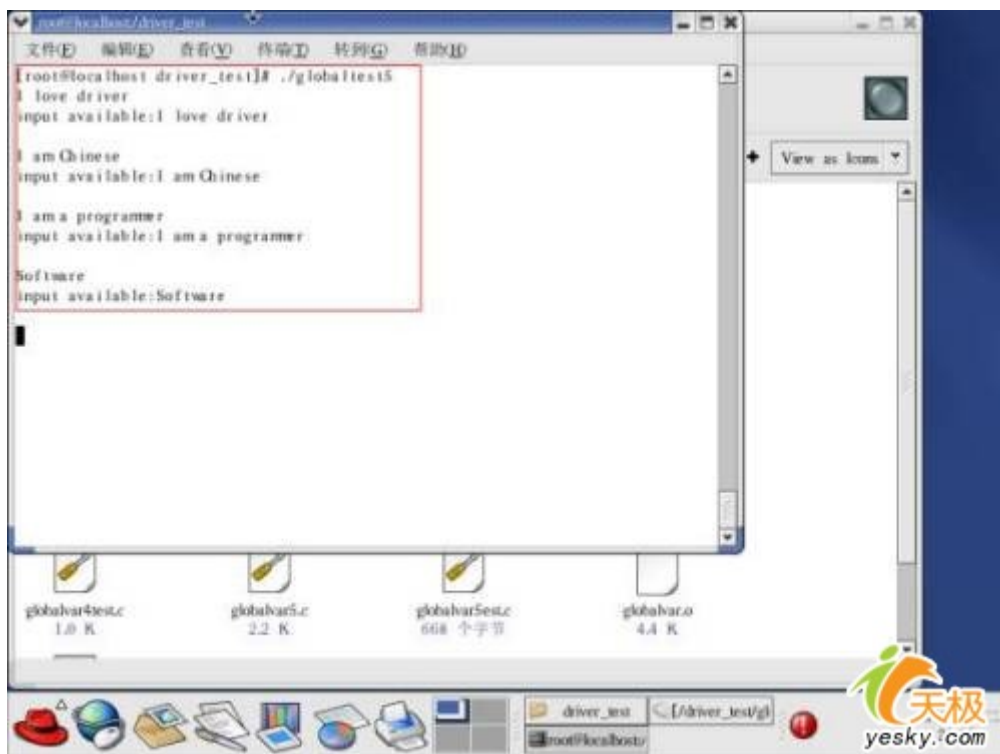 root@localhost:/driver_test
文件(F) 编辑(E) 查看(V) 终端(T) 转到(G) 帮助(H)
[root@localhost driver_test]# ./globaltest5
I love driver
input available:I love driver
I am Chinese
input available:I am Chinese
I am a programmer
input available:I am a programmer
Software
input available:Software
View as Icons
globalvar4test.c
1.0 K
globalvar5.c
2.2 K
globalvar5est.c
668 个字节
globalvar.o
4.4 K
driver_test
[/driver_test/gl
root@localhost:/
天极
yesky.com